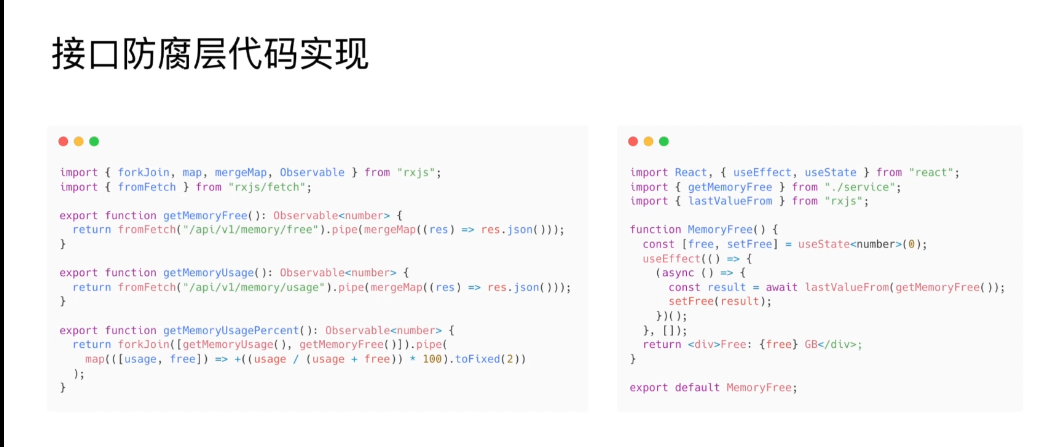 接口防腐层代码实现
import { forkJoin, map, mergeMap, Observable } from "rxjs";
import { fromFetch } from "rxjs/fetch";
export function getMemoryFree(): Observable<number> {
  return fromFetch("/api/v1/memory/free").pipe(mergeMap((res) => res.json()));
}
export function getMemoryUsage(): Observable<number> {
  return fromFetch("/api/v1/memory/usage").pipe(mergeMap((res) => res.json()));
}
export function getMemoryUsagePercent(): Observable<number> {
  return forkJoin([getMemoryUsage(), getMemoryFree()]).pipe(
    map(([usage, free]) => +((usage / (usage + free)) * 100).toFixed(2))
  );
}
import React, { useEffect, useState } from "react";
import { getMemoryFree } from "./service";
import { lastValueFrom } from "rxjs";
function MemoryFree() {
  const [free, setFree] = useState<number>(0);
  useEffect(() => {
    (async () => {
      const result = await lastValueFrom(getMemoryFree());
      setFree(result);
    })();
  }, []);
  return <div>Free: {free} GB</div>;
}
export default MemoryFree;